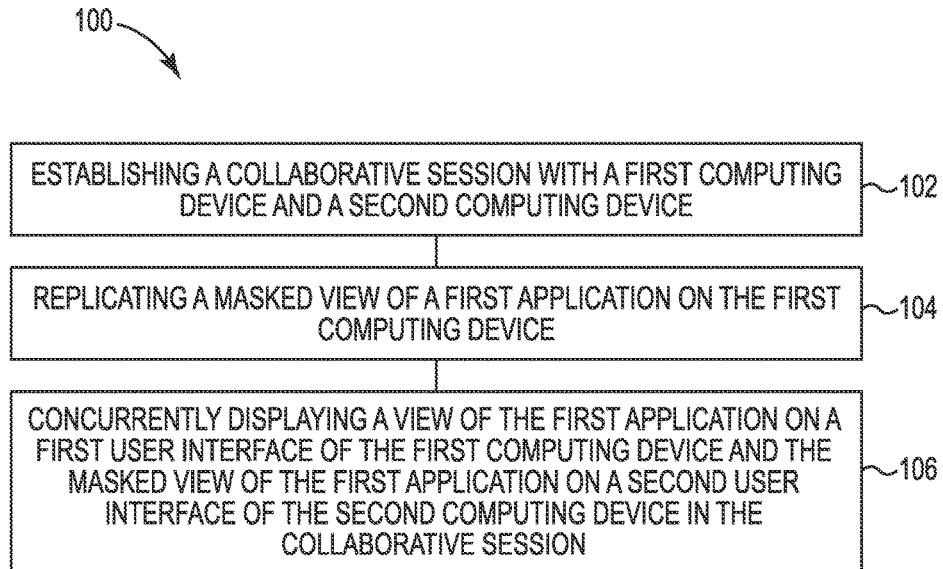 100
ESTABLISHING A COLLABORATIVE SESSION WITH A FIRST COMPUTING
DEVICE AND A SECOND COMPUTING DEVICE
102
REPLICATING A MASKED VIEW OF A FIRST APPLICATION ON THE FIRST
COMPUTING DEVICE
104
CONCURRENTLY DISPLAYING A VIEW OF THE FIRST APPLICATION ON A
FIRST USER INTERFACE OF THE FIRST COMPUTING DEVICE AND THE
MASKED VIEW OF THE FIRST APPLICATION ON A SECOND USER
INTERFACE OF THE SECOND COMPUTING DEVICE IN THE
COLLABORATIVE SESSION
106